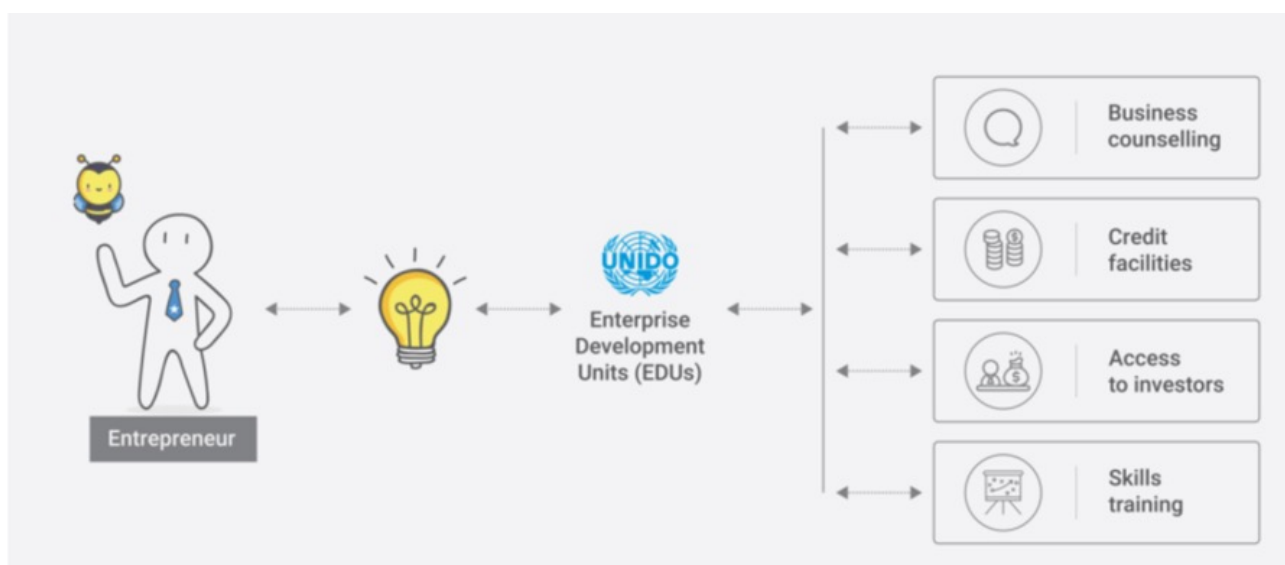 Entrepreneur
UNIDO
Enterprise
Development
Units (EDUs)
Business
counselling
Credit
facilities
Access
to investors
Skills
training